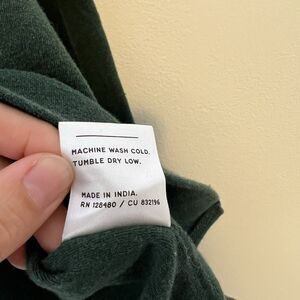 MACHINE WASH COLD.
TUMBLE DRY LOW.
MADE IN INDIA.
RN 128480 / CU 832196